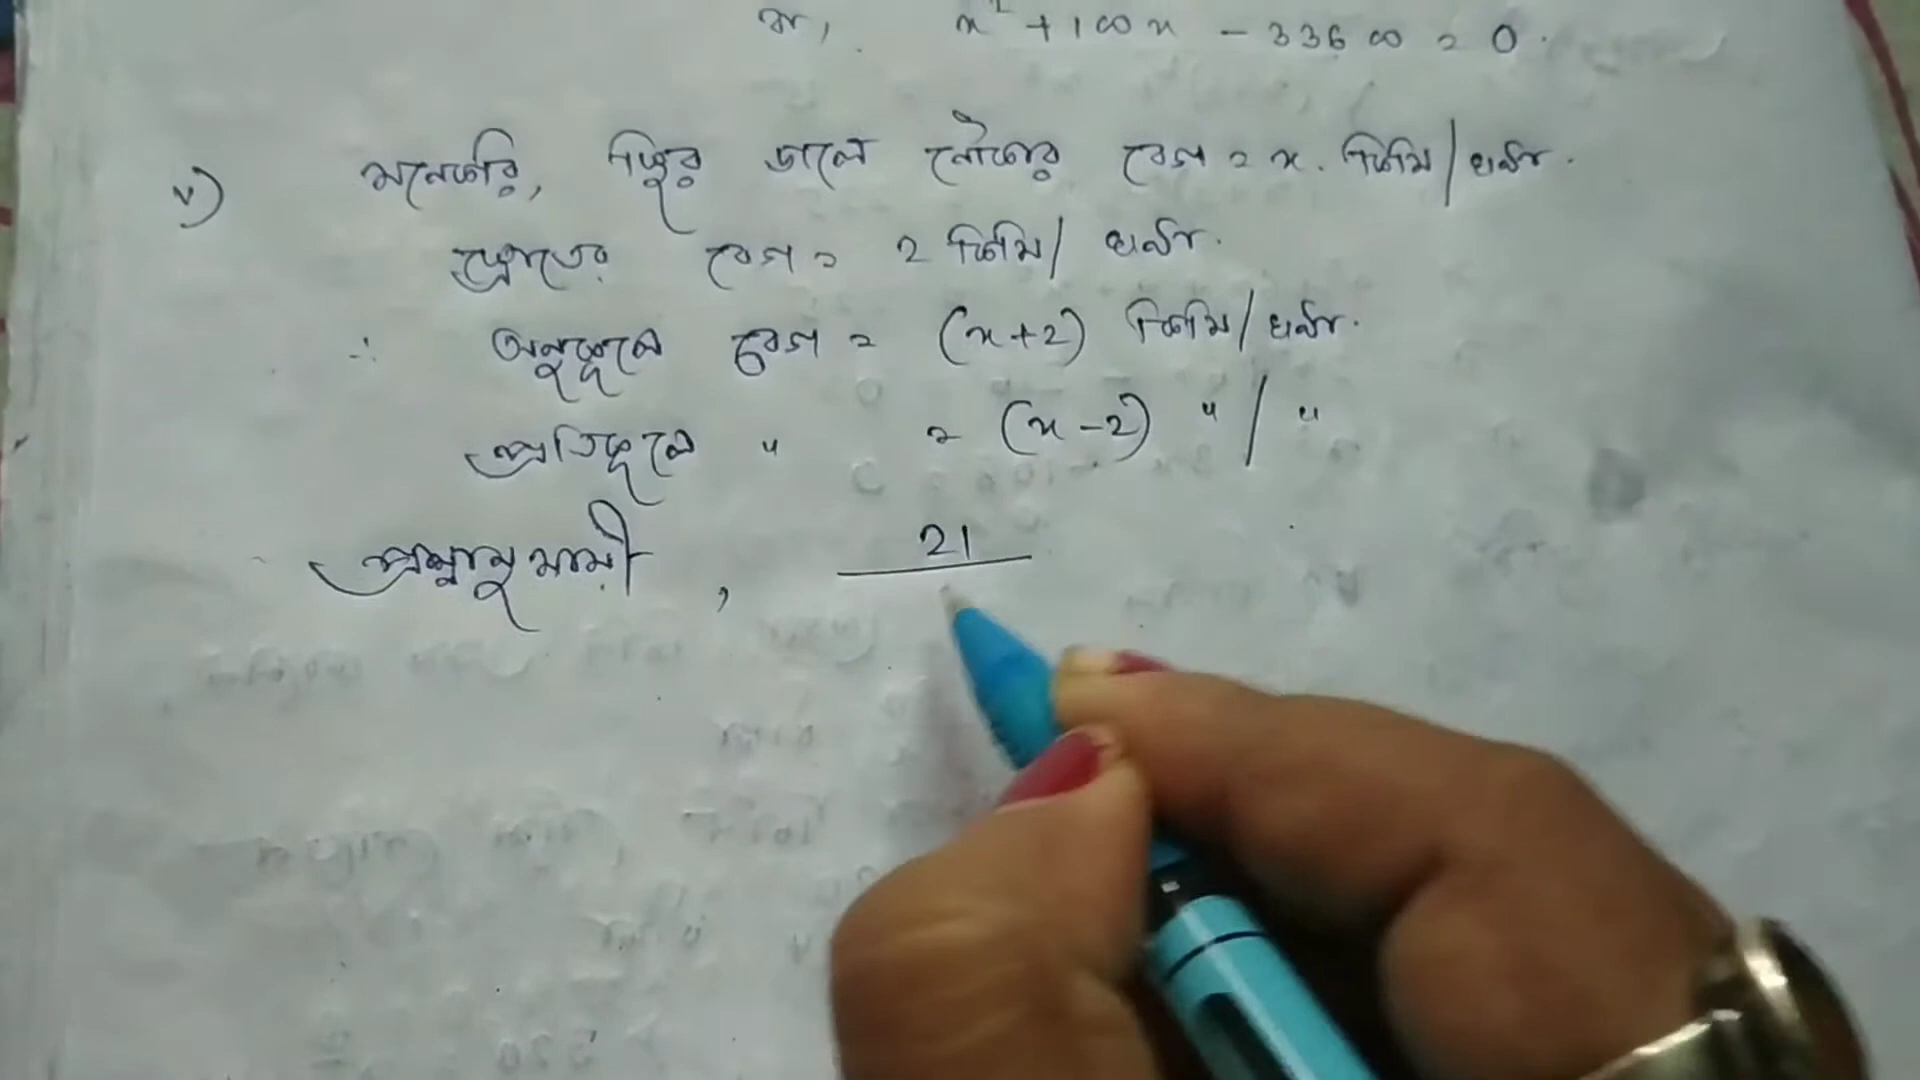 বা, x² + 100x - 33600 = 0.
v) মনেকরি, স্থির জলে নৌকার বেগ = x. কিমি/ঘন্টা.
স্রোতের বেগ = 2 কিমি/ ঘন্টা.
∴ অনুকূলে বেগ = (x+2) কিমি/ঘন্টা.
প্রতিকূলে " = (x-2) "/"
প্রশ্নানুযায়ী, 21